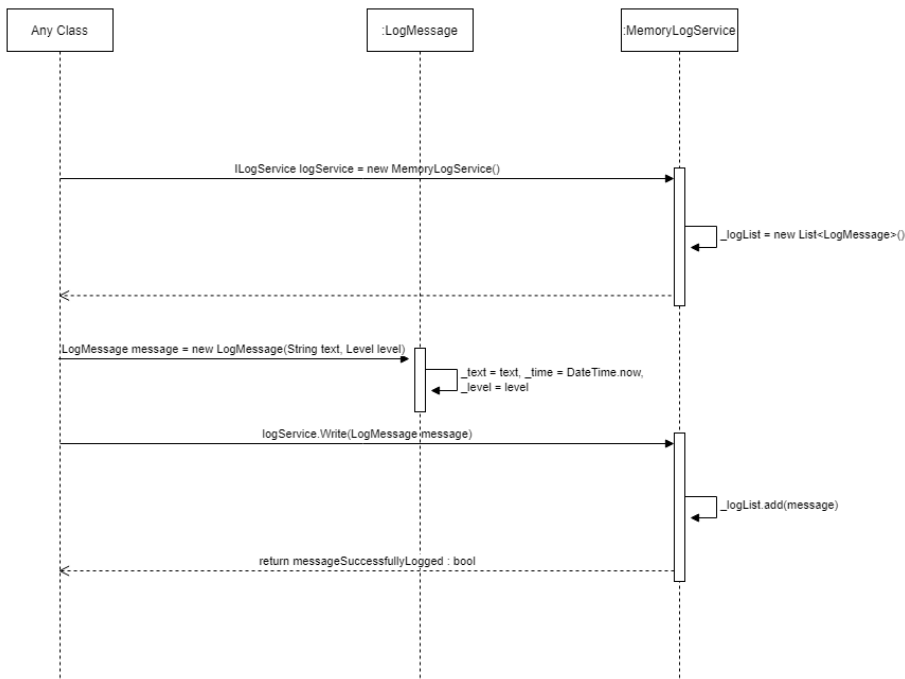 Any Class
:LogMessage
:MemoryLogService
ILogService logService = new MemoryLogService()
_logList = new List<LogMessage>()
LogMessage message = new LogMessage(String text, Level level)
_text = text, _time = DateTime.now,
_level = level
logService.Write(LogMessage message)
_logList.add(message)
return messageSuccessfullyLogged : bool